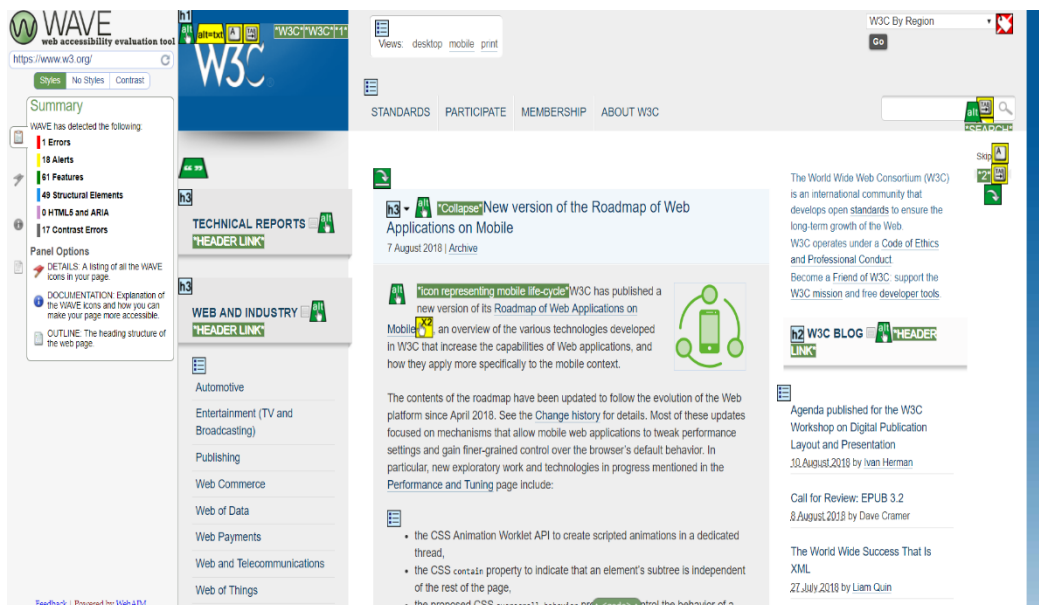 WAVE
web accessibility evaluation tool
https://www.w3.org/
Styles No Styles Contrast
Summary
WAVE has detected the following:
1 Errors
18 Alerts
61 Features
49 Structural Elements
0 HTML5 and ARIA
17 Contrast Errors
Panel Options
DETAILS: A listing of all the WAVE
icons in your page.
DOCUMENTATION: Explanation of
the WAVE icons and how you can
make your page more accessible.
OUTLINE: The heading structure of
the web page.
Feedback | Powered by WebAIM
h1
alt alt=txt A TAB *W3C*|*W3C*|*1*
W3C
Views: desktop mobile print
W3C By Region
Go
STANDARDS PARTICIPATE MEMBERSHIP ABOUT W3C
alt TAB
*SEARCH*
Skip A
*2* TAB
h3
TECHNICAL REPORTS alt
*HEADER LINK*
h3
WEB AND INDUSTRY alt
*HEADER LINK*
Automotive
Entertainment (TV and
Broadcasting)
Publishing
Web Commerce
Web of Data
Web Payments
Web and Telecommunications
Web of Things
h3 alt *Collapse*New version of the Roadmap of Web
Applications on Mobile
7 August 2018 | Archive
alt *icon representing mobile life-cycle*W3C has published a
new version of its Roadmap of Web Applications on
Mobile X2, an overview of the various technologies developed
in W3C that increase the capabilities of Web applications, and
how they apply more specifically to the mobile context.
The contents of the roadmap have been updated to follow the evolution of the Web
platform since April 2018. See the Change history for details. Most of these updates
focused on mechanisms that allow mobile web applications to tweak performance
settings and gain finer-grained control over the browser's default behavior. In
particular, new exploratory work and technologies in progress mentioned in the
Performance and Tuning page include:
• the CSS Animation Worklet API to create scripted animations in a dedicated
thread,
• the CSS contain property to indicate that an element's subtree is independent
of the rest of the page,
• the proposed CSS
the behavior of a
The World Wide Web Consortium (W3C)
is an international community that
develops open standards to ensure the
long-term growth of the Web.
W3C operates under a Code of Ethics
and Professional Conduct.
Become a Friend of W3C: support the
W3C mission and free developer tools.
h2 W3C BLOG alt *HEADER
LINK*
Agenda published for the W3C
Workshop on Digital Publication
Layout and Presentation
10 August 2018 by Ivan Herman
Call for Review: EPUB 3.2
8 August 2018 by Dave Cramer
The World Wide Success That Is
XML
27 July 2018 by Liam Quin